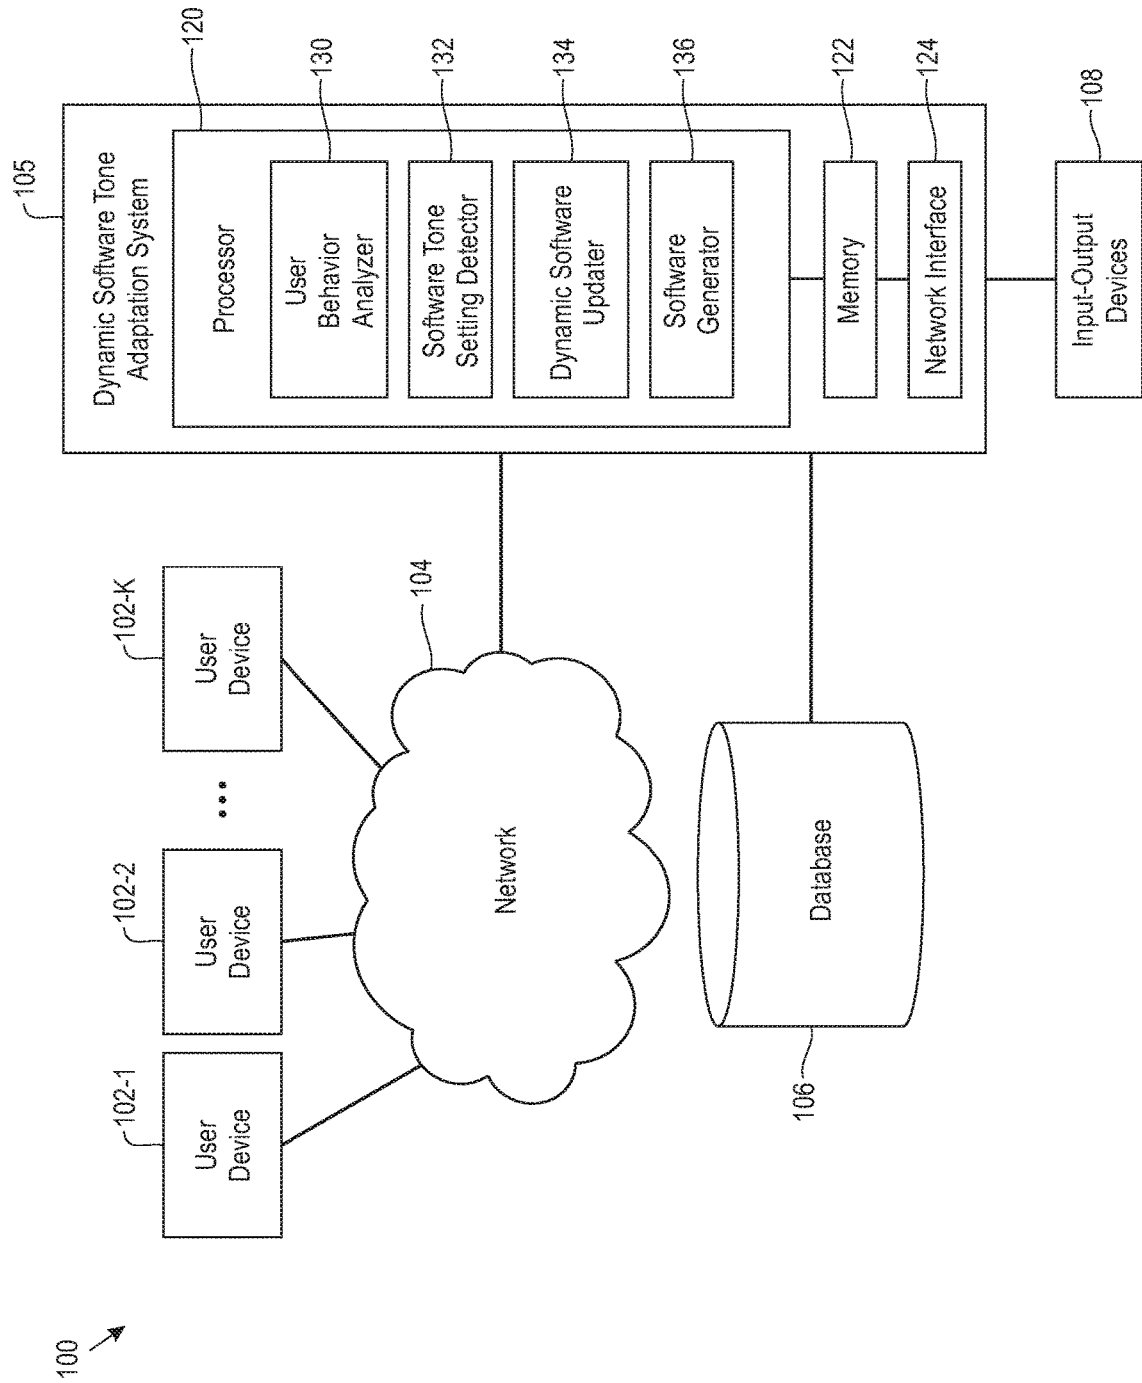 100
102-1
User
Device
102-2
User
Device
...
102-K
User
Device
104
Network
106
Database
105
Dynamic Software Tone
Adaptation System
120
Processor
130
User
Behavior
Analyzer
132
Software Tone
Setting Detector
134
Dynamic Software
Updater
136
Software
Generator
122
Memory
124
Network Interface
108
Input-Output
Devices